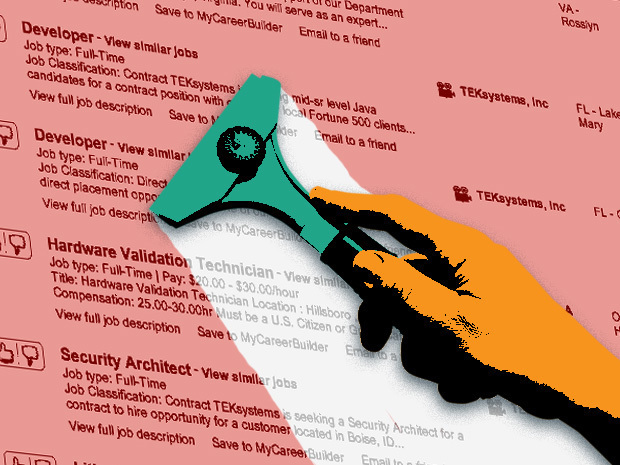 Virginia. You will serve as an expert...
part of our Department
Save to MyCareerBuilder Email to a friend
VA -
Rosslyn
Developer - View similar jobs
Job type: Full-Time
Job Classification: Contract TEKsystems mid-sr level Java
candidates for a contract position with local Fortune 500 clients...
View full job description Save to Email to a friend
TEKsystems, Inc
FL - Lake
Mary
Developer - View similar
Job type: Full-Time
Job Classification: Direct
direct placement
View full job Save to MyCareerBuilder
TEKsystems, Inc
FL -
Hardware Validation Technician - View
Job type: Full-Time | Pay: $20.00 - $30.00/hour
Title: Hardware Validation Technician Location : Hillsboro
Compensation: 25.00-30.00hr Must be a U.S. Citizen or
View full job description Save to MyCareerBuilder Email to
Security Architect - View similar jobs
Job type: Full-Time
Job Classification: Contract TEKsystems is seeking a Security Architect for a
contract to hire opportunity for a customer located in Boise, ID...
View full job description Save to MyCareerBuilder Email to a friend